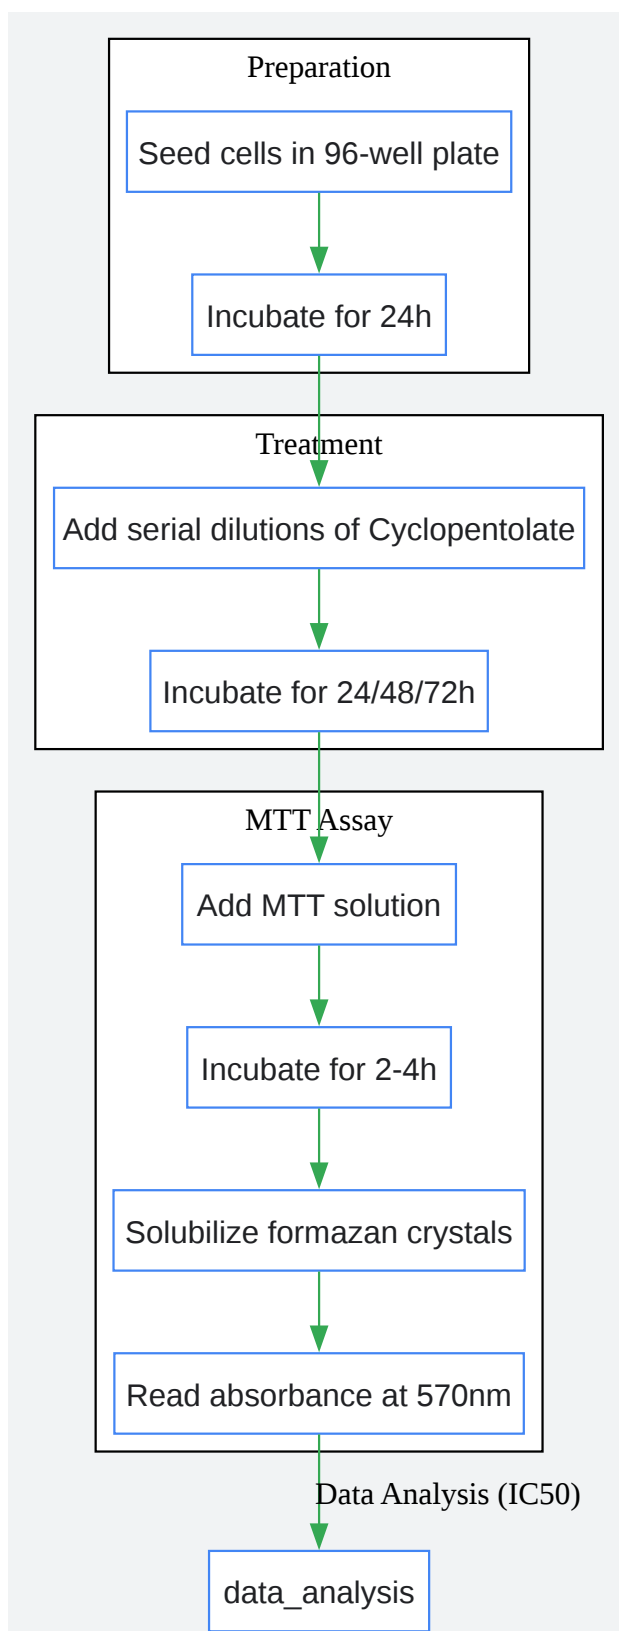 Preparation
Seed cells in 96-well plate
Incubate for 24h
Treatment
Add serial dilutions of Cyclopentolate
Incubate for 24/48/72h
MTT Assay
Add MTT solution
Incubate for 2-4h
Solubilize formazan crystals
Read absorbance at 570nm
Data Analysis (IC50)
data_analysis